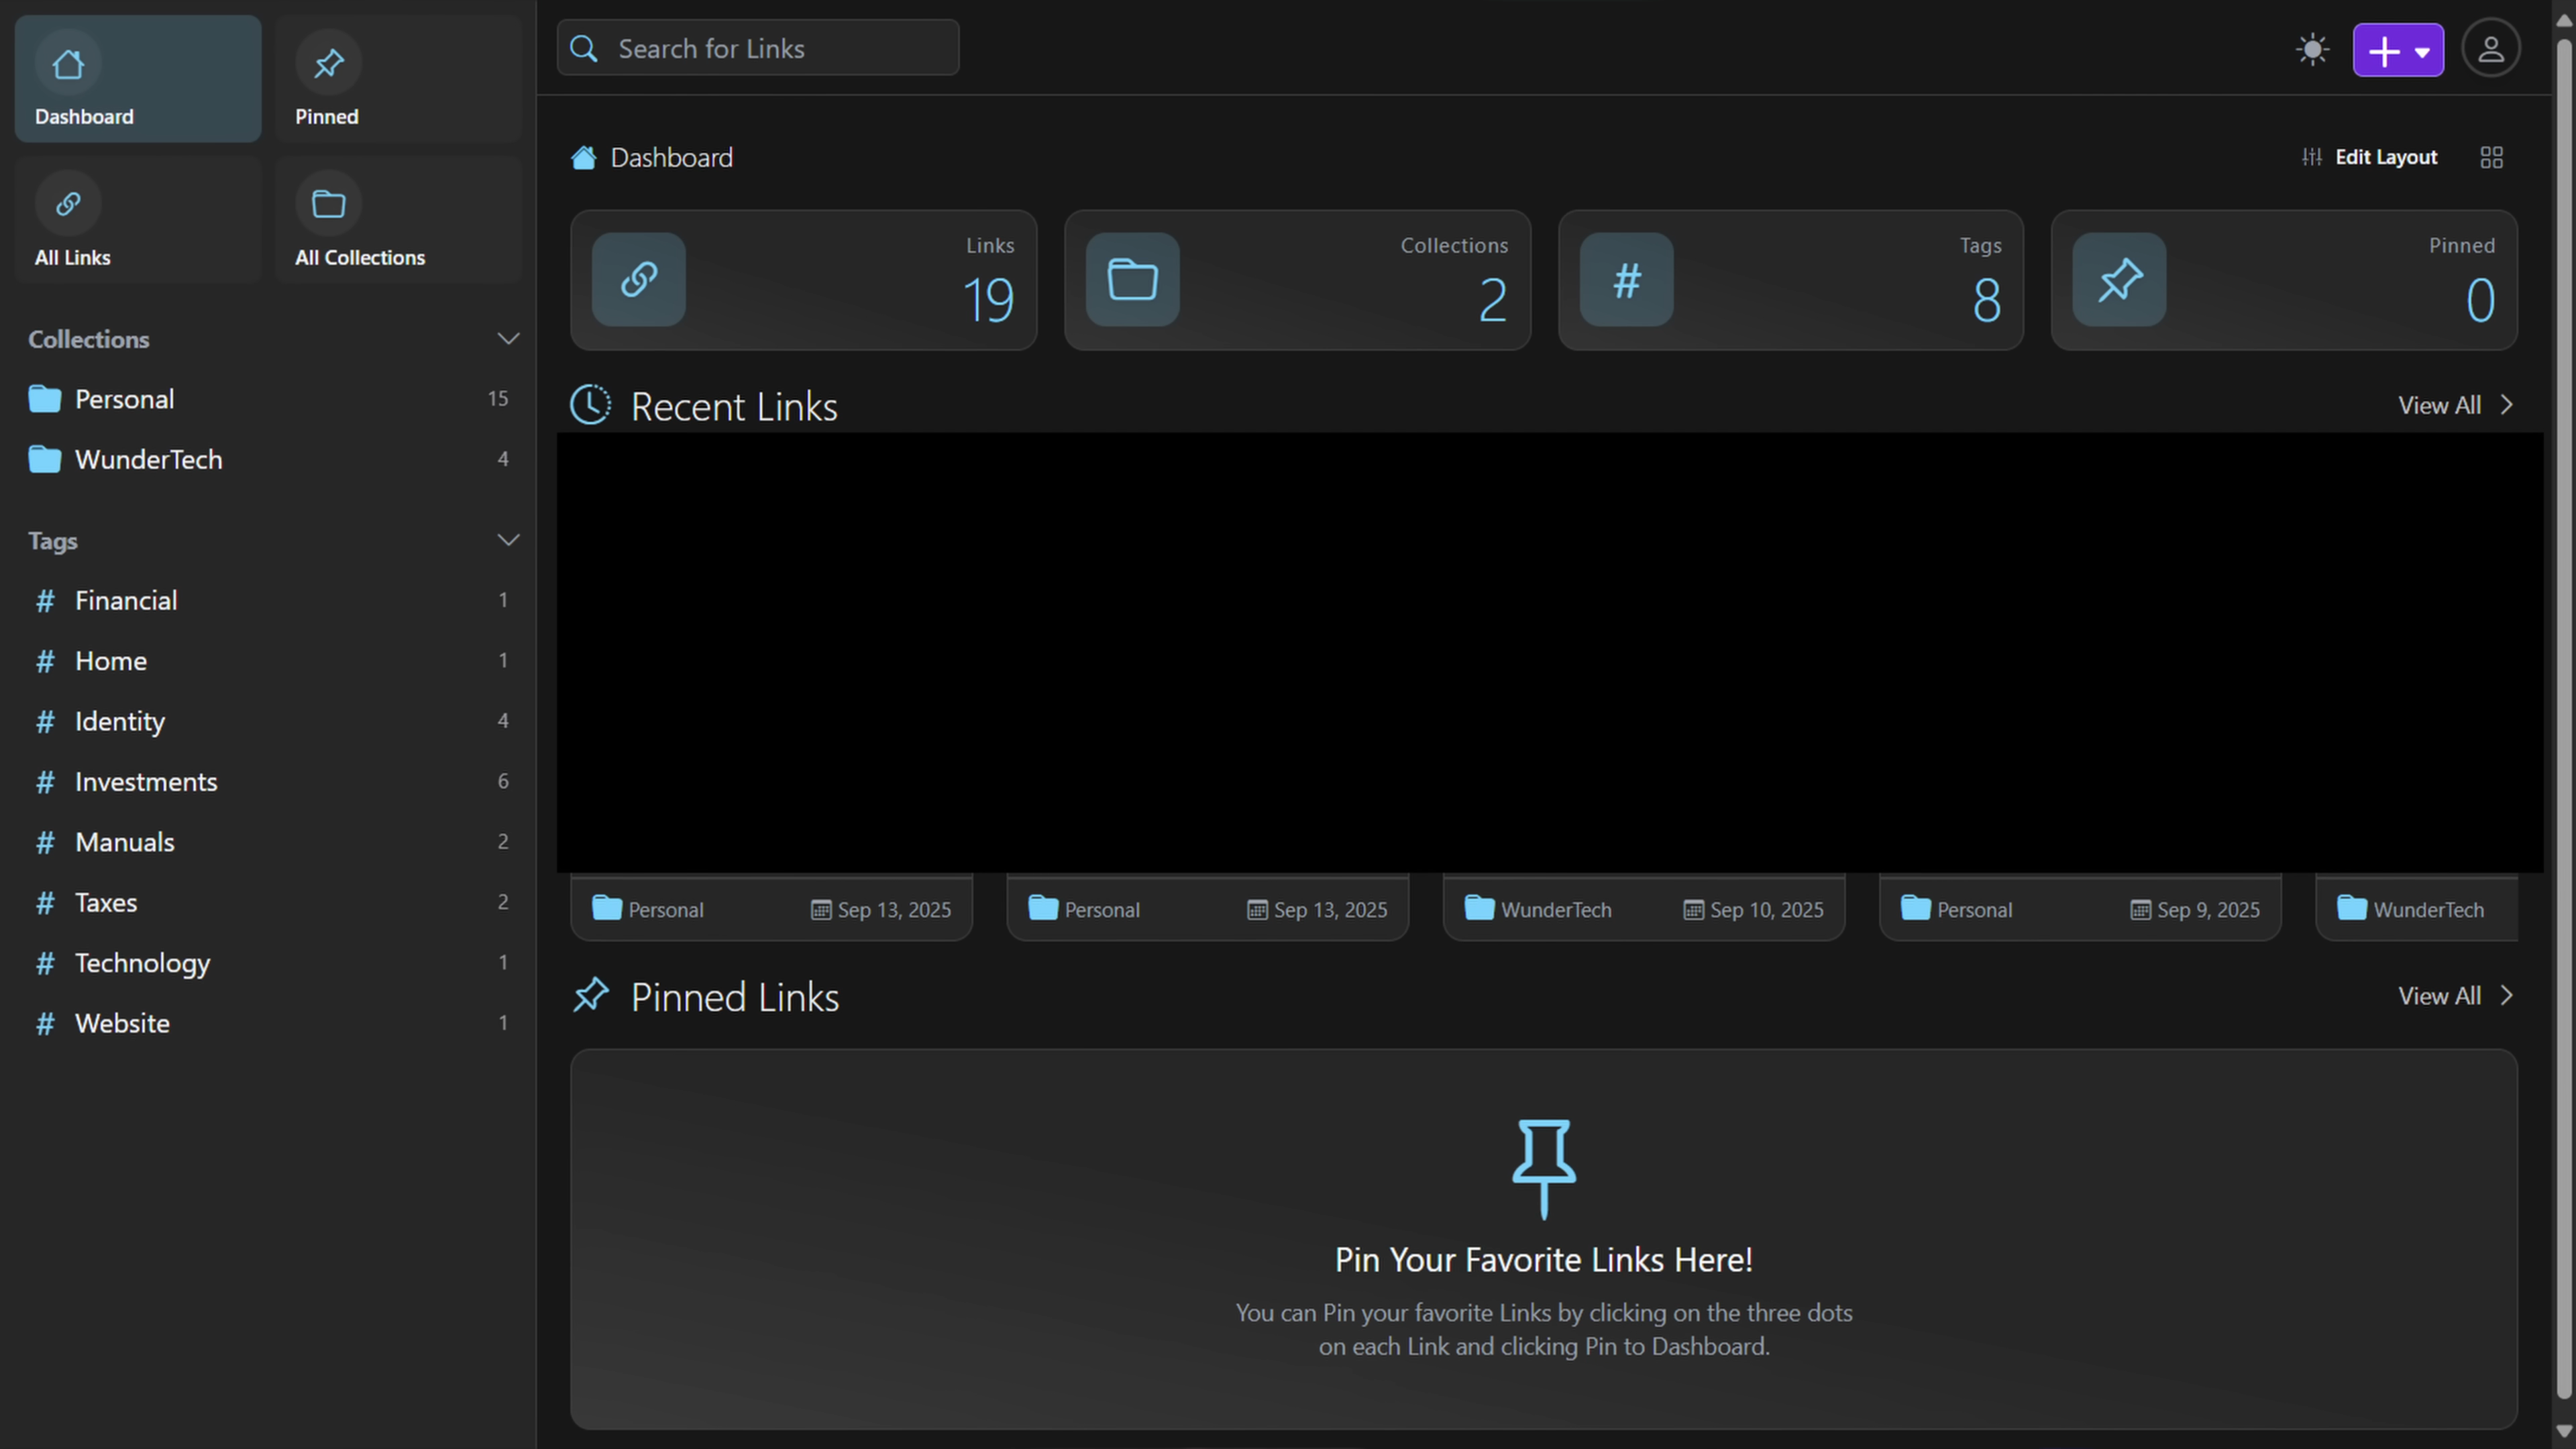 Dashboard
Pinned
All Links
All Collections
Collections
Personal 15
WunderTech 4
Tags
# Financial 1
# Home 1
# Identity 4
# Investments 6
# Manuals 2
# Taxes 2
# Technology 1
# Website 1
Search for Links
Dashboard
Edit Layout
Links
19
Collections
2
#
Tags
8
Pinned
0
Recent Links
View All
Personal Sep 13, 2025
Personal Sep 13, 2025
WunderTech Sep 10, 2025
Personal Sep 9, 2025
WunderTech
Pinned Links
View All
Pin Your Favorite Links Here!
You can Pin your favorite Links by clicking on the three dots
on each Link and clicking Pin to Dashboard.